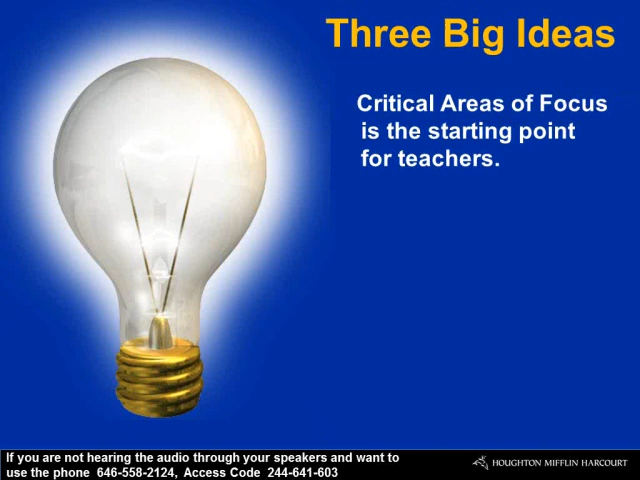 Three Big Ideas
Critical Areas of Focus
is the starting point
for teachers.
If you are not hearing the audio through your speakers and want to
use the phone 646-558-2124, Access Code 244-641-603
HOUGHTON MIFFLIN HARCOURT